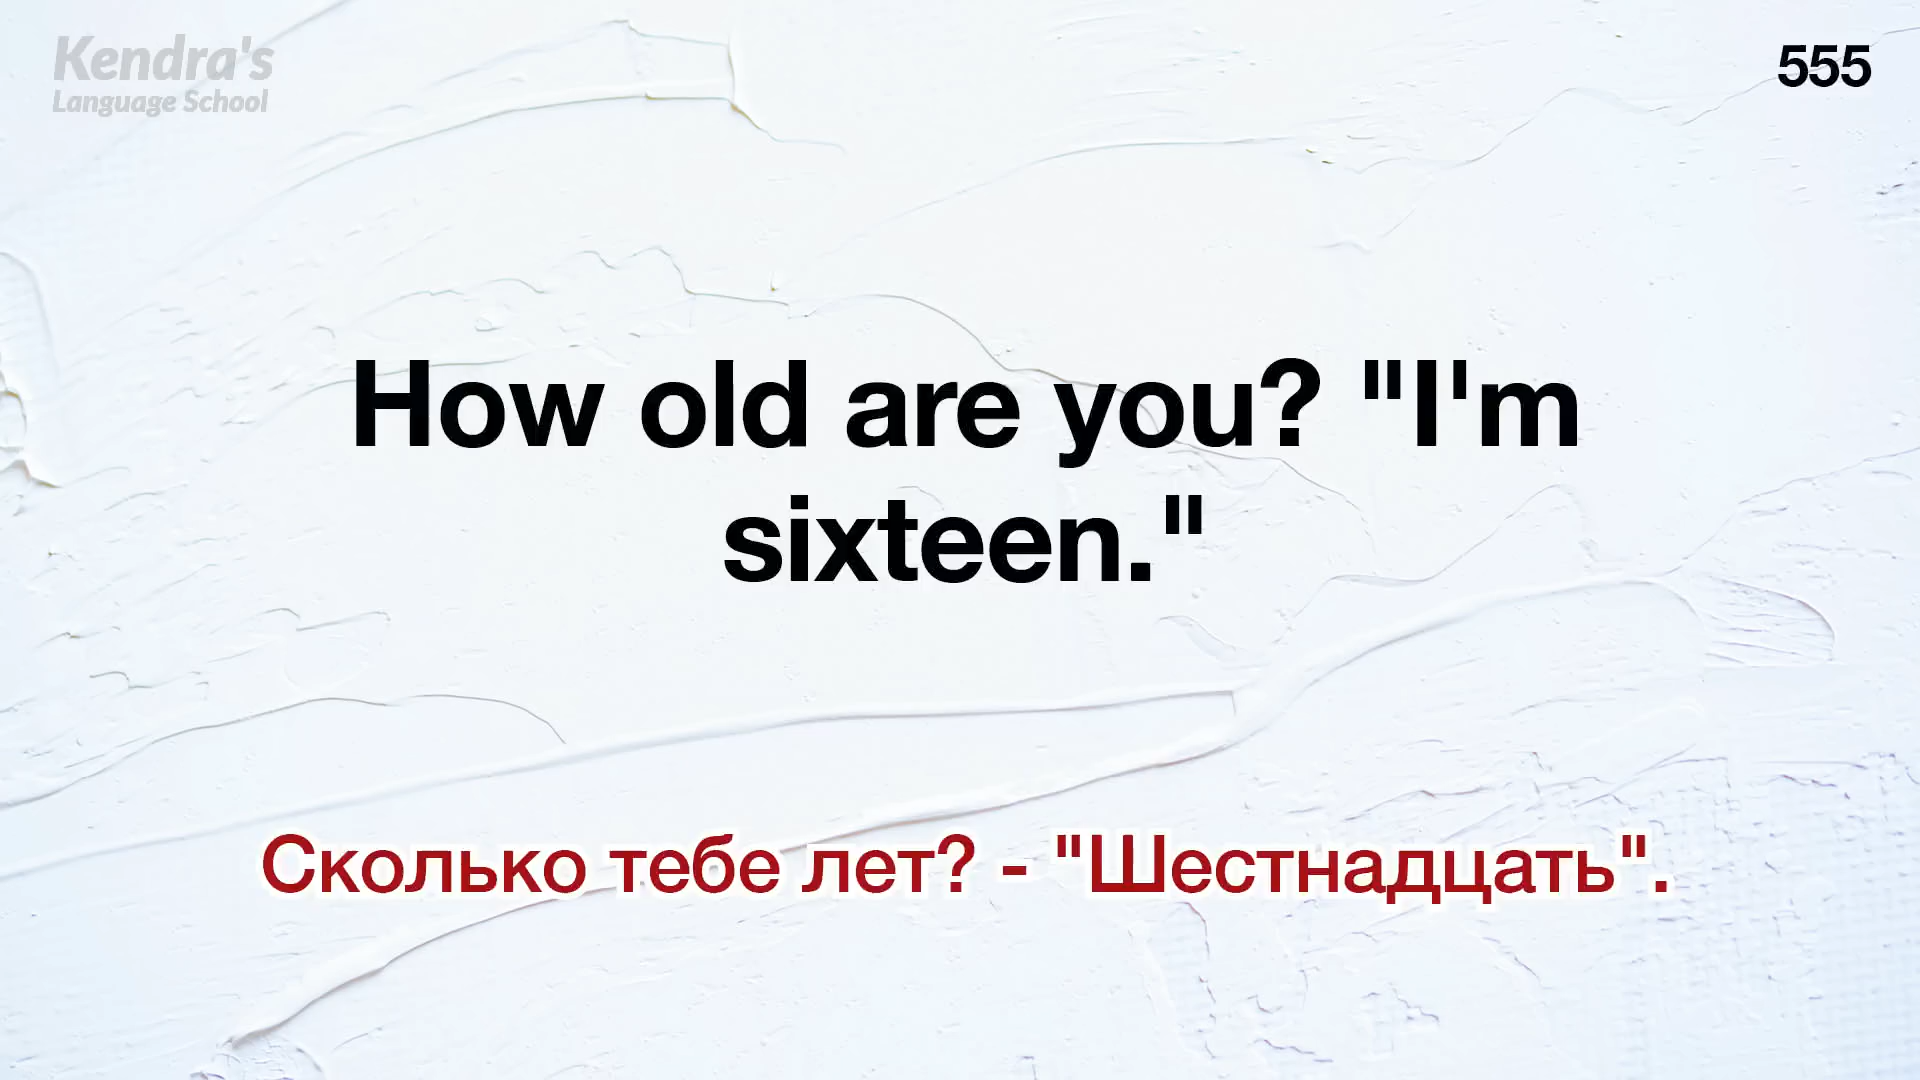 Kendra's
Language School
555
How old are you? "I'm
sixteen."
Сколько тебе лет? - "Шестнадцать".